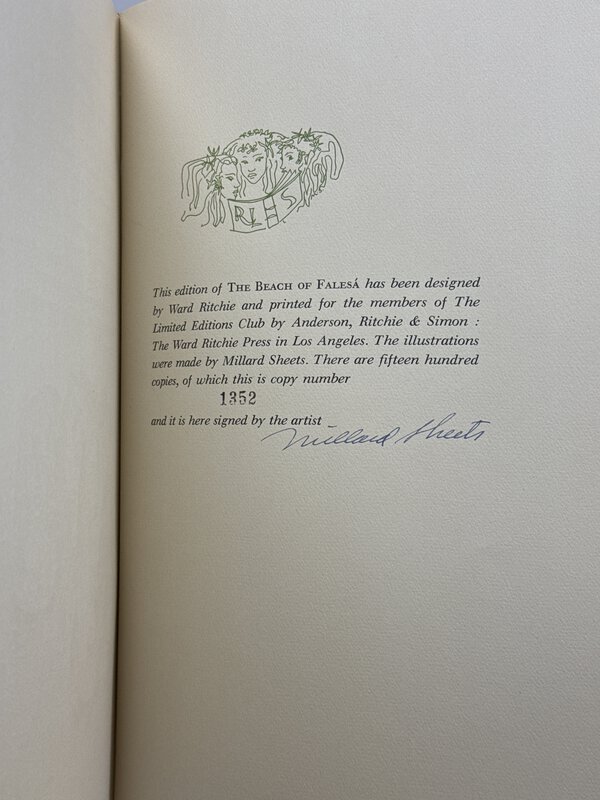 RLS
This edition of THE BEACH OF FALESÁ has been designed
by Ward Ritchie and printed for the members of The
Limited Editions Club by Anderson, Ritchie & Simon :
The Ward Ritchie Press in Los Angeles. The illustrations
were made by Millard Sheets. There are fifteen hundred
copies, of which this is copy number
1352
and it is here signed by the artist
Millard Sheets